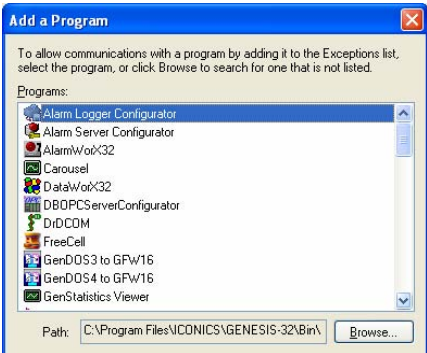 Add a Program
To allow communications with a program by adding it to the Exceptions list,
select the program, or click Browse to search for one that is not listed.
Programs:
Alarm Logger Configurator
Alarm Server Configurator
AlarmWorX32
Carousel
DataWorX32
DBOPCServerConfigurator
DrDCOM
FreeCell
GenDOS3 to GFW16
GenDOS4 to GFW16
GenStatistics Viewer
Path: C:\Program Files\ICONICS\GENESIS-32\Bin\ Browse...